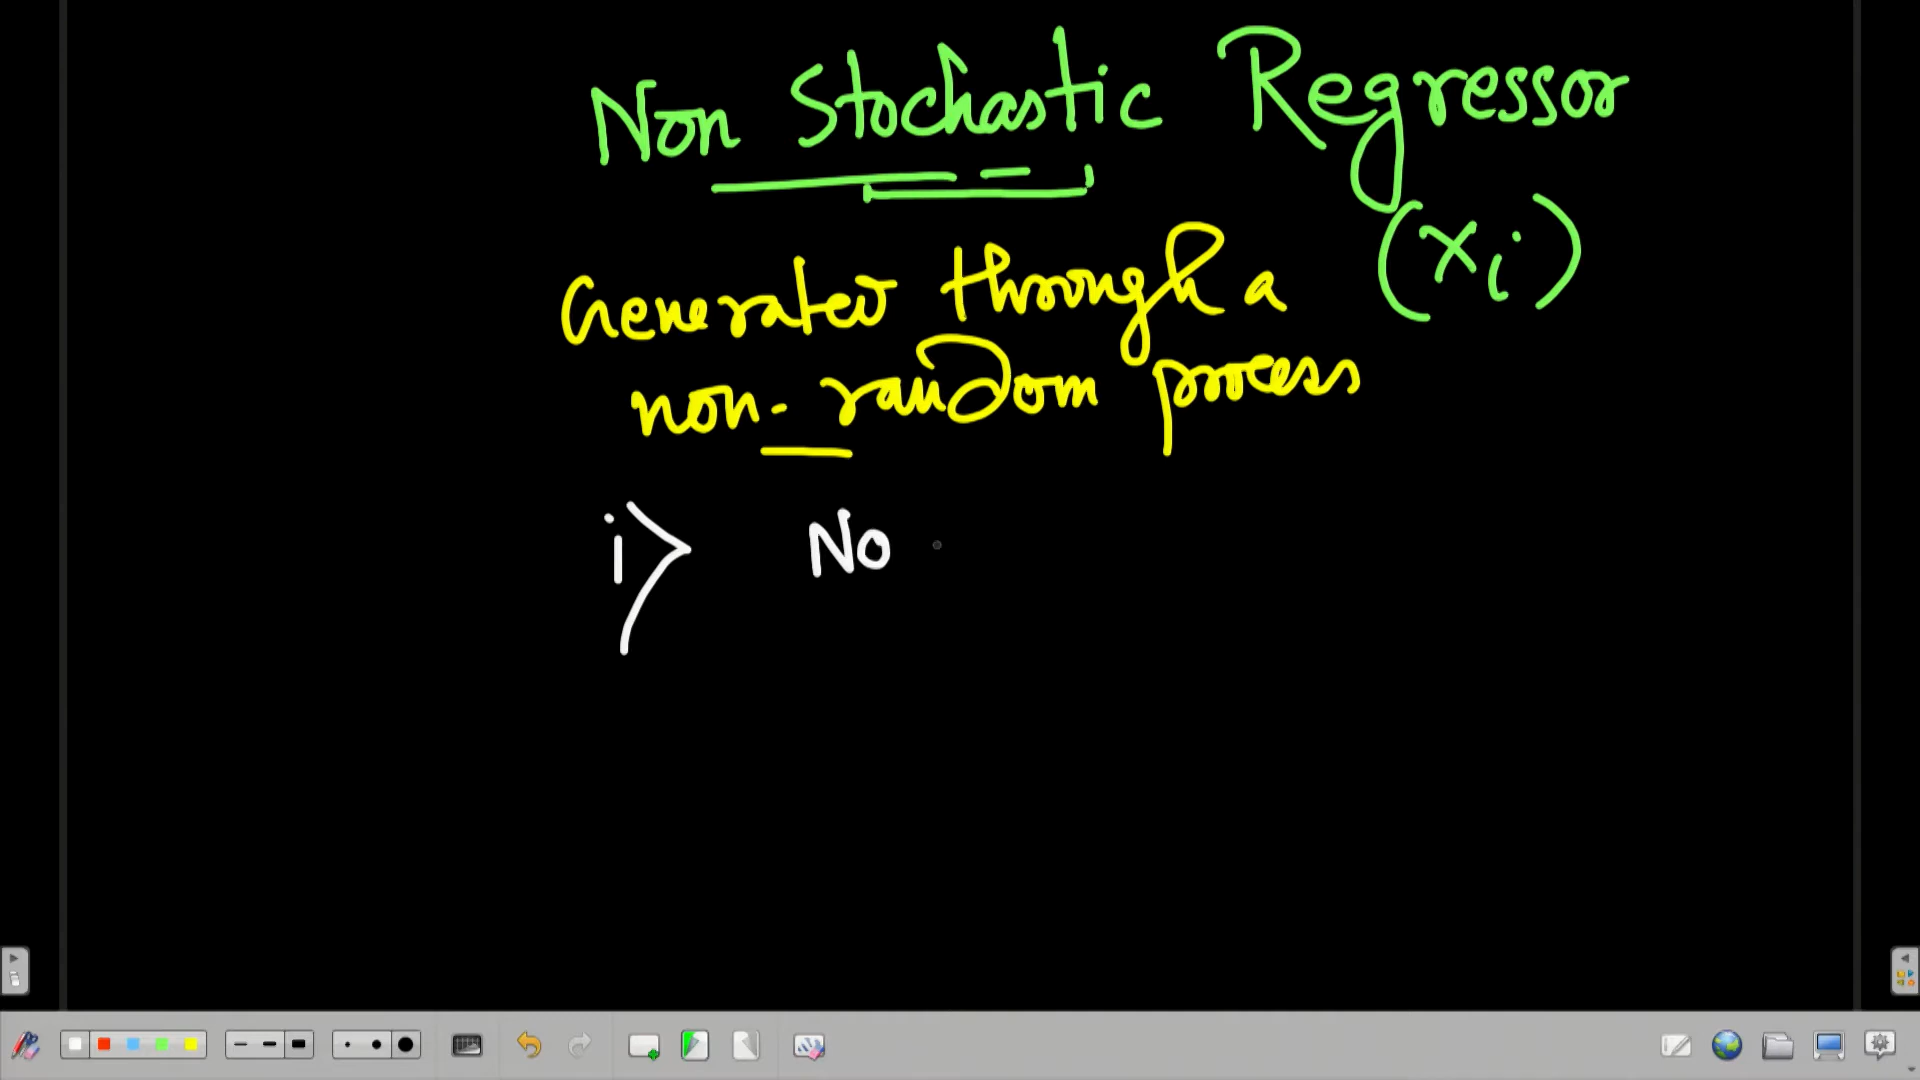 Non Stochastic Regressor
(xi)
Generated through a
non-random process
i> No